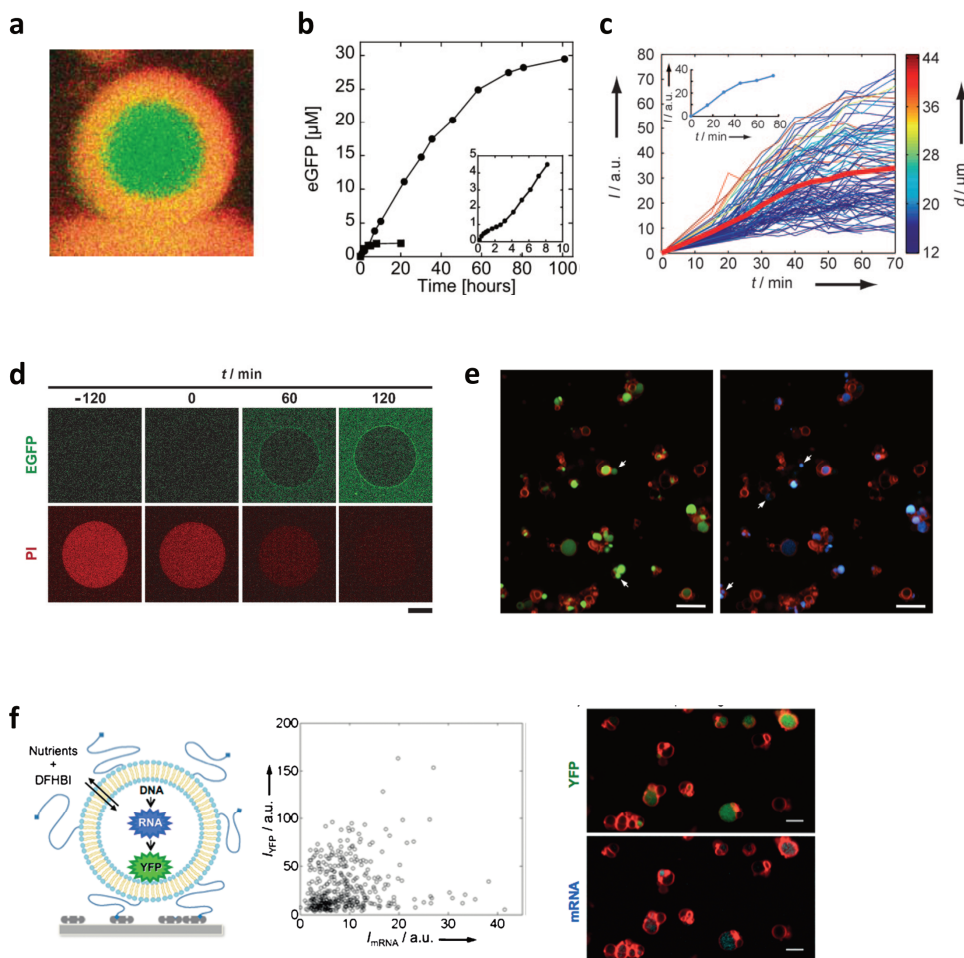 a
b
eGFP [µM]
30
25
20
15
10
5
0
0 20 40 60 80 100
Time [hours]
5
4
3
2
1
0
0 2 4 6 8 10
c
I / a.u.
80
70
60
50
40
30
20
10
0
0 10 20 30 40 50 60 70
t / min
I / a.u.
40
20
0
0 20 40 60 80
t / min
44
36
28
20
12
d / µm
d
t / min
-120 0 60 120
EGFP
PI
e
f
Nutrients
+
DFHBI
DNA
RNA
YFP
I YFP / a.u.
200
150
100
50
0
0 10 20 30 40
I mRNA / a.u.
YFP
mRNA